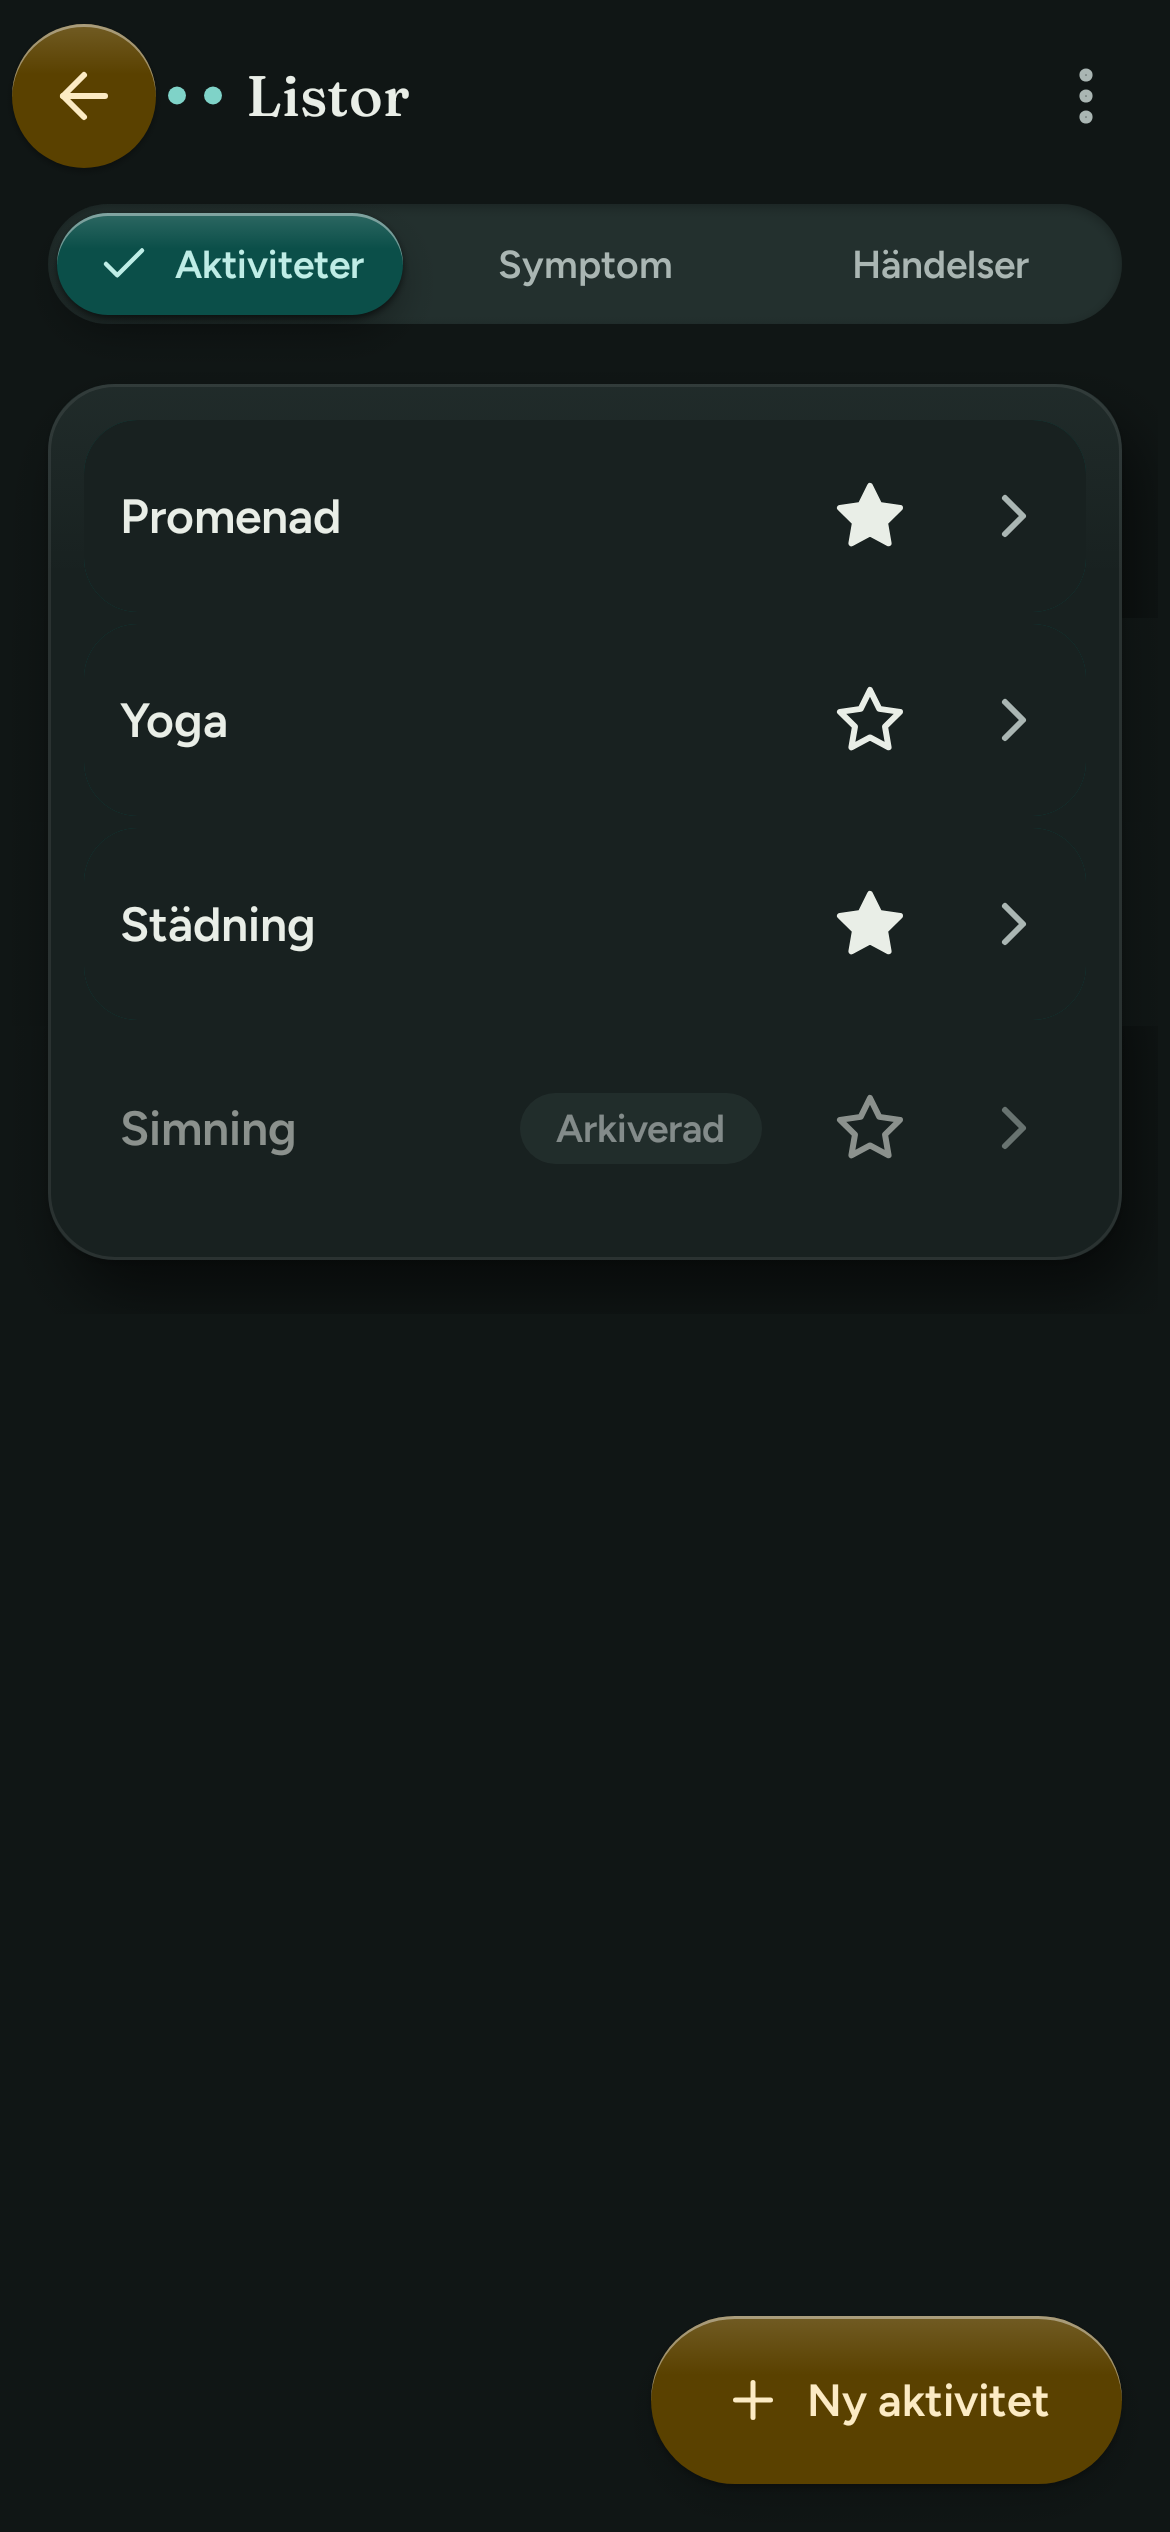 Listor
Aktiviteter
Symptom
Händelser
Promenad
Yoga
Städning
Simning
Arkiverad
Ny aktivitet